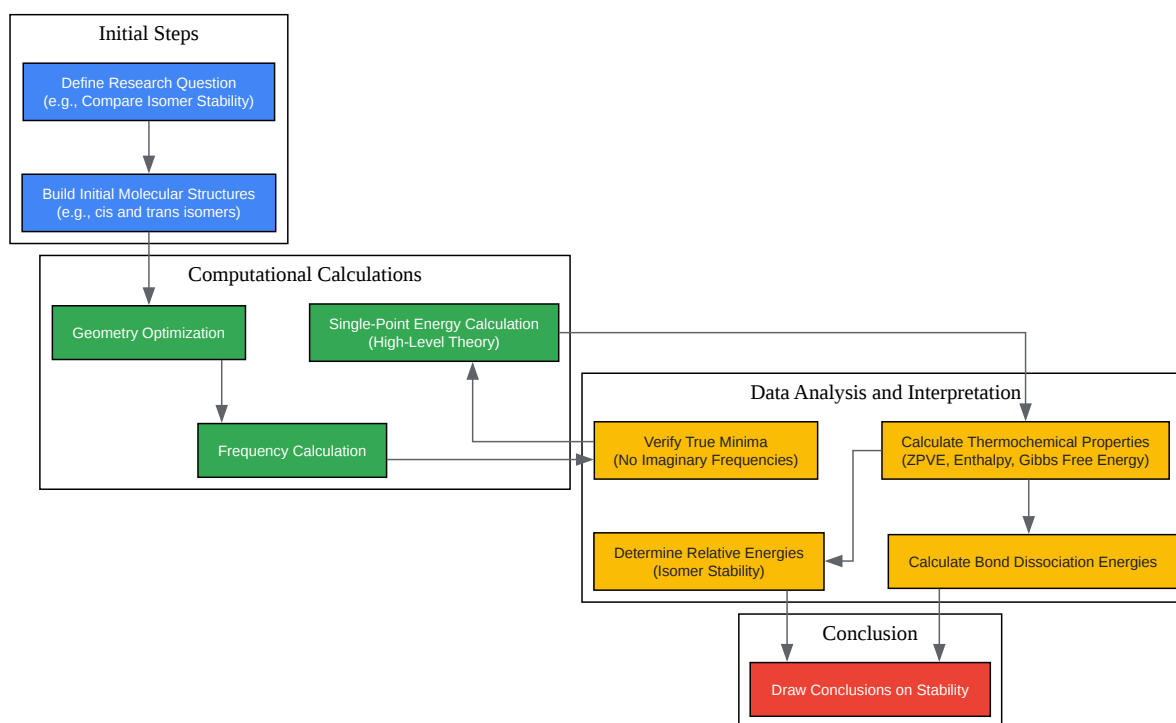 Initial Steps
Define Research Question
(e.g., Compare Isomer Stability)
Build Initial Molecular Structures
(e.g., cis and trans isomers)
Computational Calculations
Geometry Optimization
Single-Point Energy Calculation
(High-Level Theory)
Frequency Calculation
Data Analysis and Interpretation
Verify True Minima
(No Imaginary Frequencies)
Calculate Thermochemical Properties
(ZPVE, Enthalpy, Gibbs Free Energy)
Determine Relative Energies
(Isomer Stability)
Calculate Bond Dissociation Energies
Conclusion
Draw Conclusions on Stability